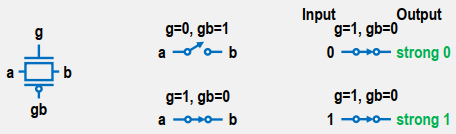 g
a
b
gb
g=0, gb=1
a
b
g=1, gb=0
a
b
Input
Output
g=1, gb=0
0
strong 0
g=1, gb=0
1
strong 1